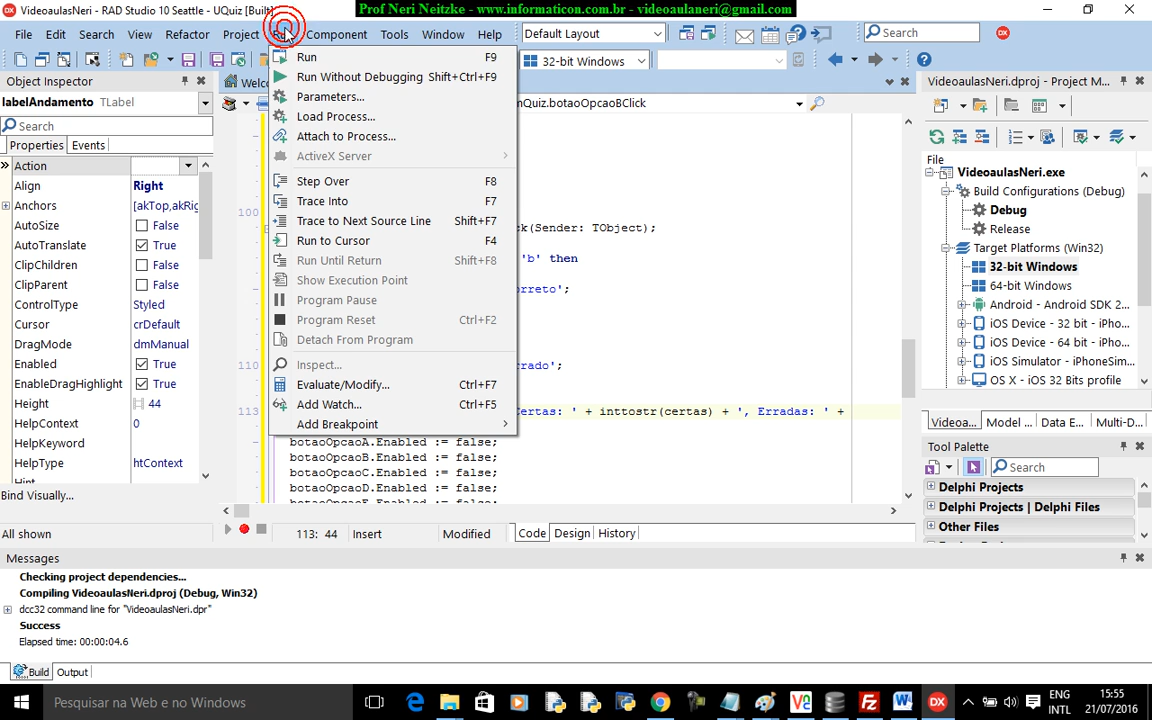 Prof Neri Neitzke - www.informaticon.com.br - videoaulaneri@gmail.com
VideoaulasNeri - RAD Studio 10 Seattle - UQuiz [Built]
File Edit Search View Refactor Project Component Tools Window Help
Default Layout
Search
32-bit Windows
Object Inspector
labelAndamento TLabel
Search
Properties Events
Action
Align Right
Anchors [akTop,akRig
AutoSize False
AutoTranslate True
ClipChildren False
ClipParent False
ControlType Styled
Cursor crDefault
DragMode dmManual
Enabled True
EnableDragHighlight True
Height 44
HelpContext 0
HelpKeyword
HelpType htContext
Hint
Bind Visually...
All shown
Welco
Run F9
Run Without Debugging Shift+Ctrl+F9
Parameters...
Load Process...
Attach to Process...
ActiveX Server
Step Over F8
Trace Into F7
Trace to Next Source Line Shift+F7
Run to Cursor F4
Run Until Return Shift+F8
Show Execution Point
Program Pause
Program Reset Ctrl+F2
Detach From Program
Inspect...
Evaluate/Modify... Ctrl+F7
Add Watch... Ctrl+F5
Add Breakpoint
mQuiz.botaoOpcaoBClick
100
ck(Sender: TObject);
'b' then
orreto';
110
rado';
113
Certas: ' + inttostr(certas) + ', Erradas: ' +
botaoOpcaoA.Enabled := false;
botaoOpcaoB.Enabled := false;
botaoOpcaoC.Enabled := false;
botaoOpcaoD.Enabled := false;
botaoOpcaoE.Enabled := false;
113: 44 Insert Modified Code Design History
VideoaulasNeri.dproj - Project M...
File
VideoaulasNeri.exe
Build Configurations (Debug)
Debug
Release
Target Platforms (Win32)
32-bit Windows
64-bit Windows
Android - Android SDK 2...
iOS Device - 32 bit - iPho...
iOS Device - 64 bit - iPho...
iOS Simulator - iPhoneSim...
OS X - iOS 32 Bits profile
Videoa... Model ... Data E... Multi-D...
Tool Palette
Search
Delphi Projects
Delphi Projects | Delphi Files
Other Files
Messages
Checking project dependencies...
Compiling VideoaulasNeri.dproj (Debug, Win32)
dcc32 command line for "VideoaulasNeri.dpr"
Success
Elapsed time: 00:00:04.6
Build Output
Pesquisar na Web e no Windows
ENG
INTL
15:55
21/07/2016